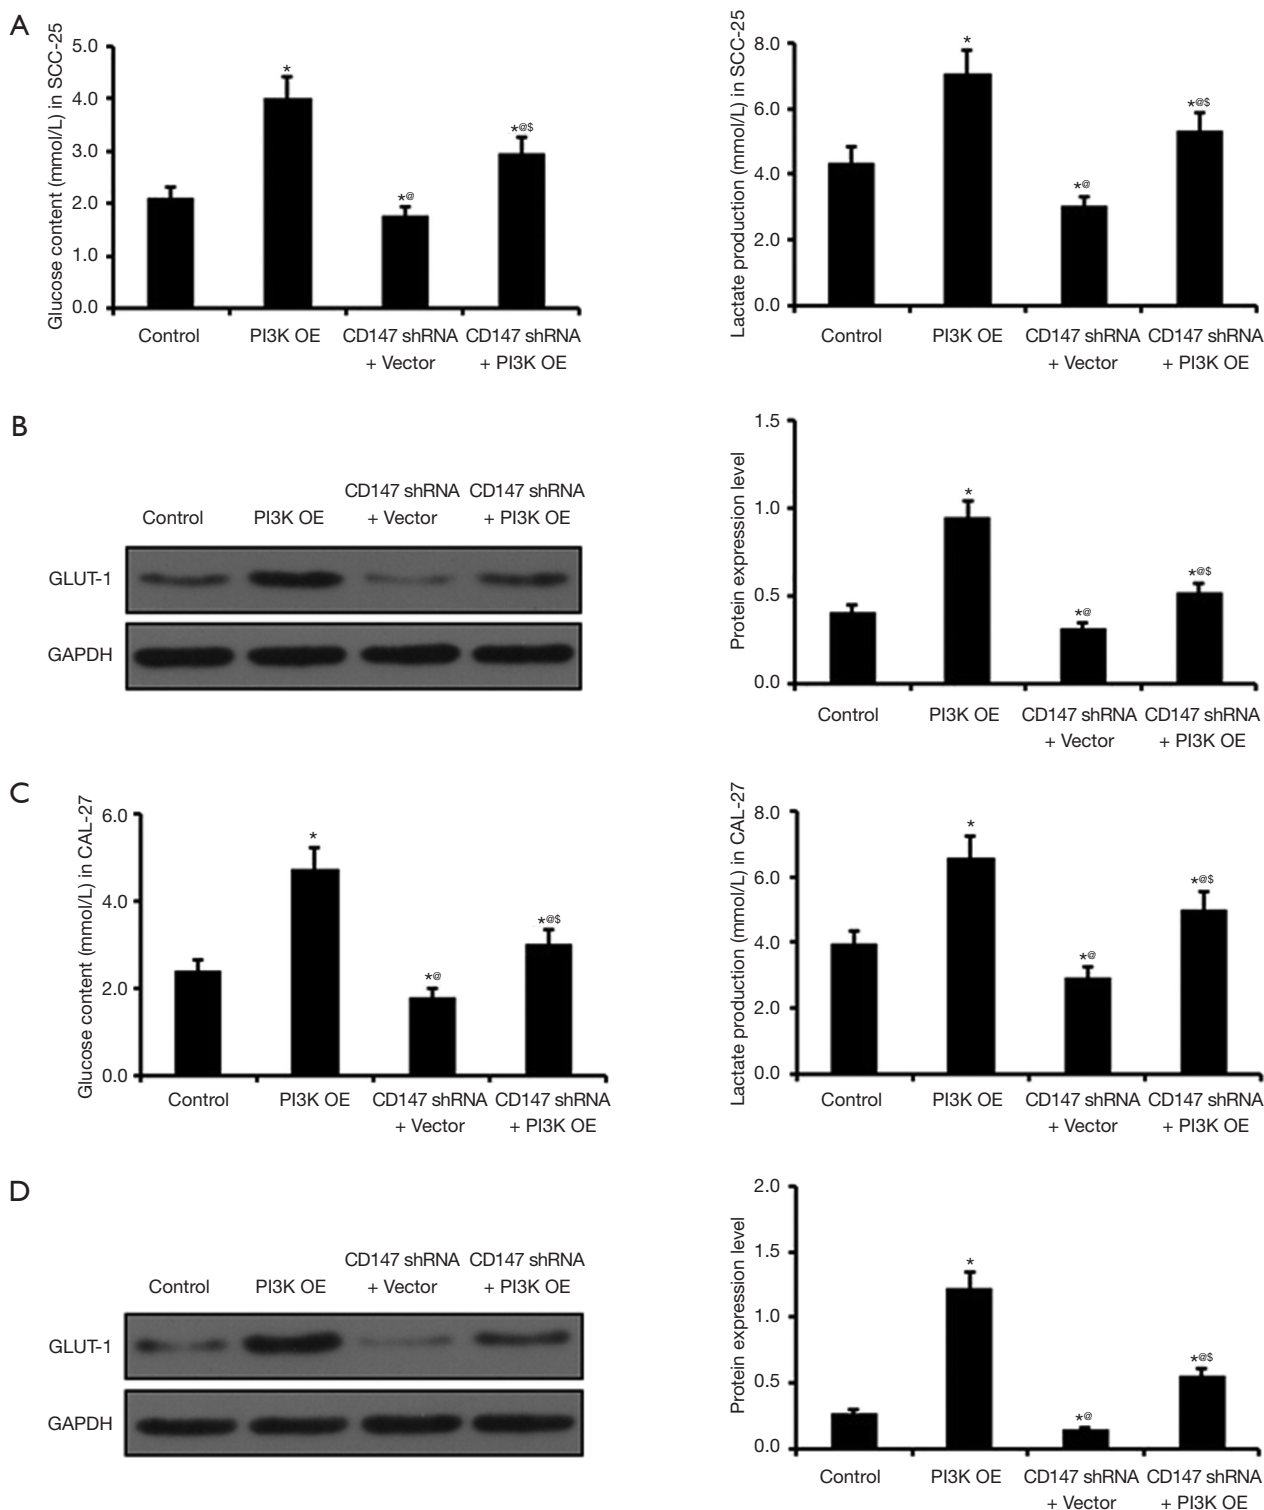 A
Glucose content (mmol/L) in SCC-25
5.0
4.0
3.0
2.0
1.0
0.0
*
*@
*@$
Control
PI3K OE
CD147 shRNA
+ Vector
CD147 shRNA
+ PI3K OE
Lactate production (mmol/L) in SCC-25
8.0
6.0
4.0
2.0
0.0
*
*@
*@$
Control
PI3K OE
CD147 shRNA
+ Vector
CD147 shRNA
+ PI3K OE
B
Control
PI3K OE
CD147 shRNA
+ Vector
CD147 shRNA
+ PI3K OE
GLUT-1
GAPDH
Protein expression level
1.5
1.0
0.5
0.0
*
*@
*@$
Control
PI3K OE
CD147 shRNA
+ Vector
CD147 shRNA
+ PI3K OE
C
Glucose content (mmol/L) in CAL-27
6.0
4.0
2.0
0.0
*
*@
*@$
Control
PI3K OE
CD147 shRNA
+ Vector
CD147 shRNA
+ PI3K OE
Lactate production (mmol/L) in CAL-27
8.0
6.0
4.0
2.0
0.0
*
*@
*@$
Control
PI3K OE
CD147 shRNA
+ Vector
CD147 shRNA
+ PI3K OE
D
Control
PI3K OE
CD147 shRNA
+ Vector
CD147 shRNA
+ PI3K OE
GLUT-1
GAPDH
Protein expression level
2.0
1.5
1.0
0.5
0.0
*
*@
*@$
Control
PI3K OE
CD147 shRNA
+ Vector
CD147 shRNA
+ PI3K OE